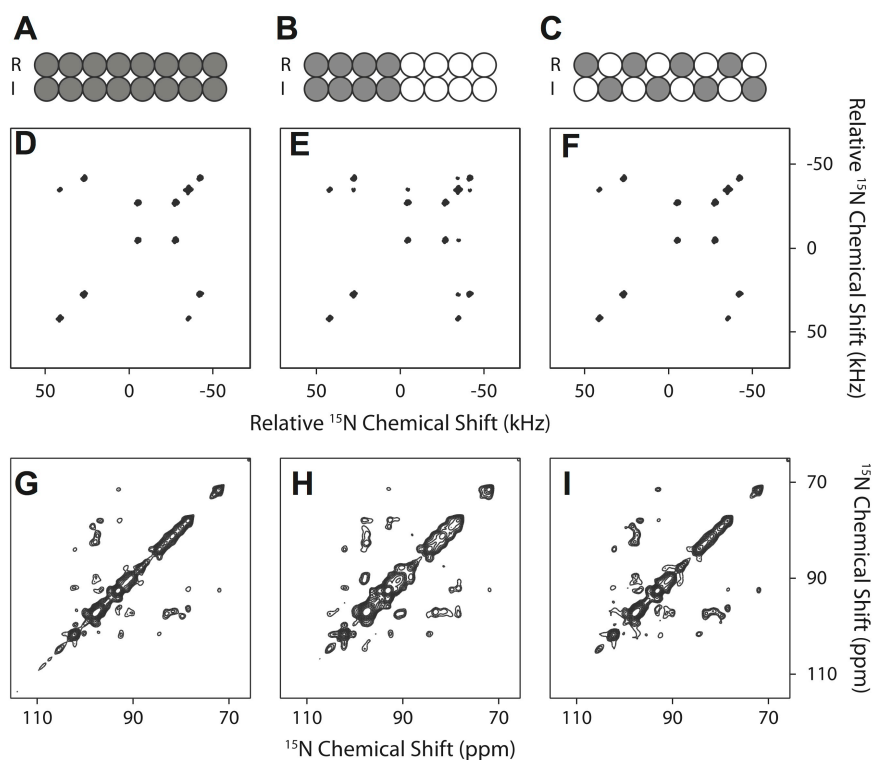 A B C
R R R
I I I
D E F
-50
0
50
Relative ¹⁵N Chemical Shift (kHz)
50 0 -50 50 0 -50 50 0 -50
Relative ¹⁵N Chemical Shift (kHz)
G H I
70
90
110
¹⁵N Chemical Shift (ppm)
110 90 70 110 90 70 110 90 70
¹⁵N Chemical Shift (ppm)